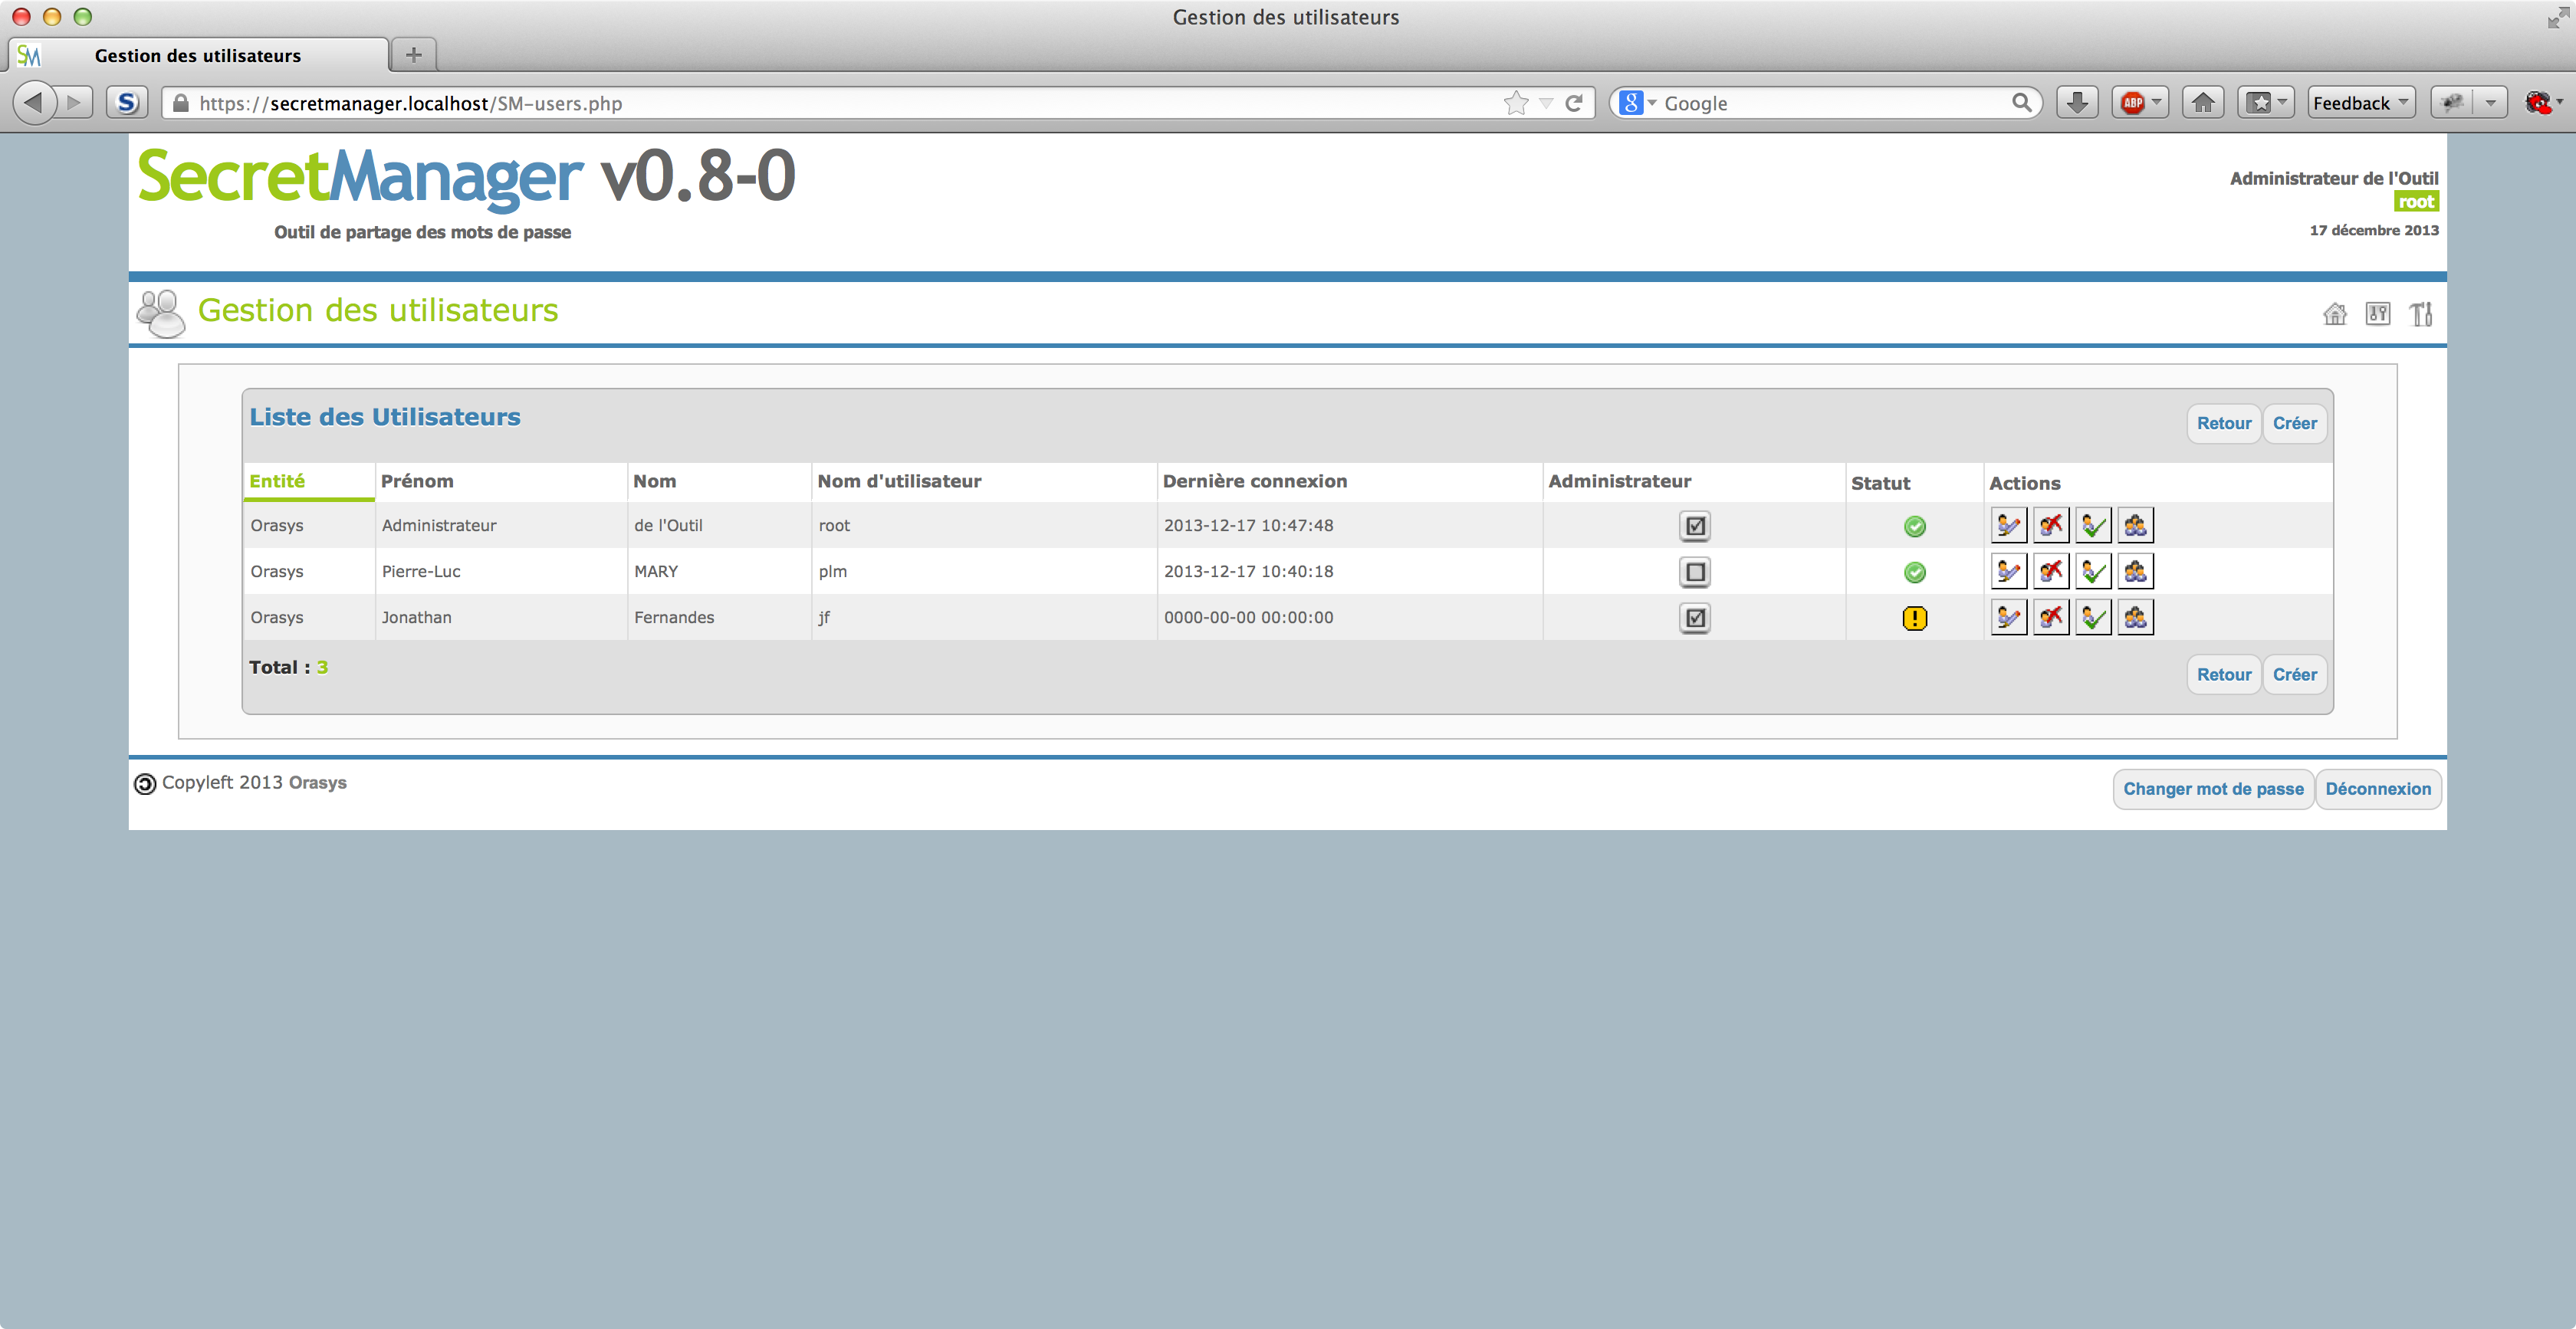 Gestion des utilisateurs
SM Gestion des utilisateurs
S https://secretmanager.localhost/SM-users.php 8 Google ABP Feedback
SecretManager v0.8-0
Outil de partage des mots de passe
Administrateur de l'Outil
root
17 décembre 2013
Gestion des utilisateurs
Liste des Utilisateurs Retour Créer
Entité Prénom Nom Nom d'utilisateur Dernière connexion Administrateur Statut Actions
Orasys Administrateur de l'Outil root 2013-12-17 10:47:48
Orasys Pierre-Luc MARY plm 2013-12-17 10:40:18
Orasys Jonathan Fernandes jf 0000-00-00 00:00:00
Total : 3 Retour Créer
Copyleft 2013 Orasys Changer mot de passe Déconnexion